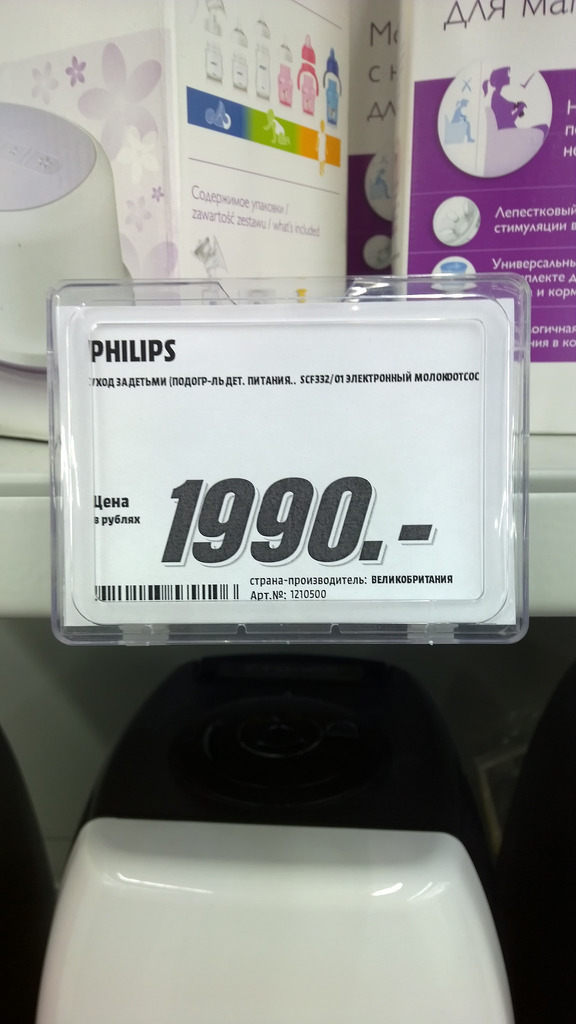 ДЛЯ
Содержимое упаковки /
zawartość zestawu / what's included
Лепестковый
стимуляции
PHILIPS
УХОД ЗА ДЕТЬМИ (ПОДОГР-ЛЬ ДЕТ. ПИТАНИЯ.. SCF332/01 ЭЛЕКТРОННЫЙ МОЛОКООТСОС
Цена
в рублях
1990.-
страна-производитель: ВЕЛИКОБРИТАНИЯ
Арт.№: 1210500